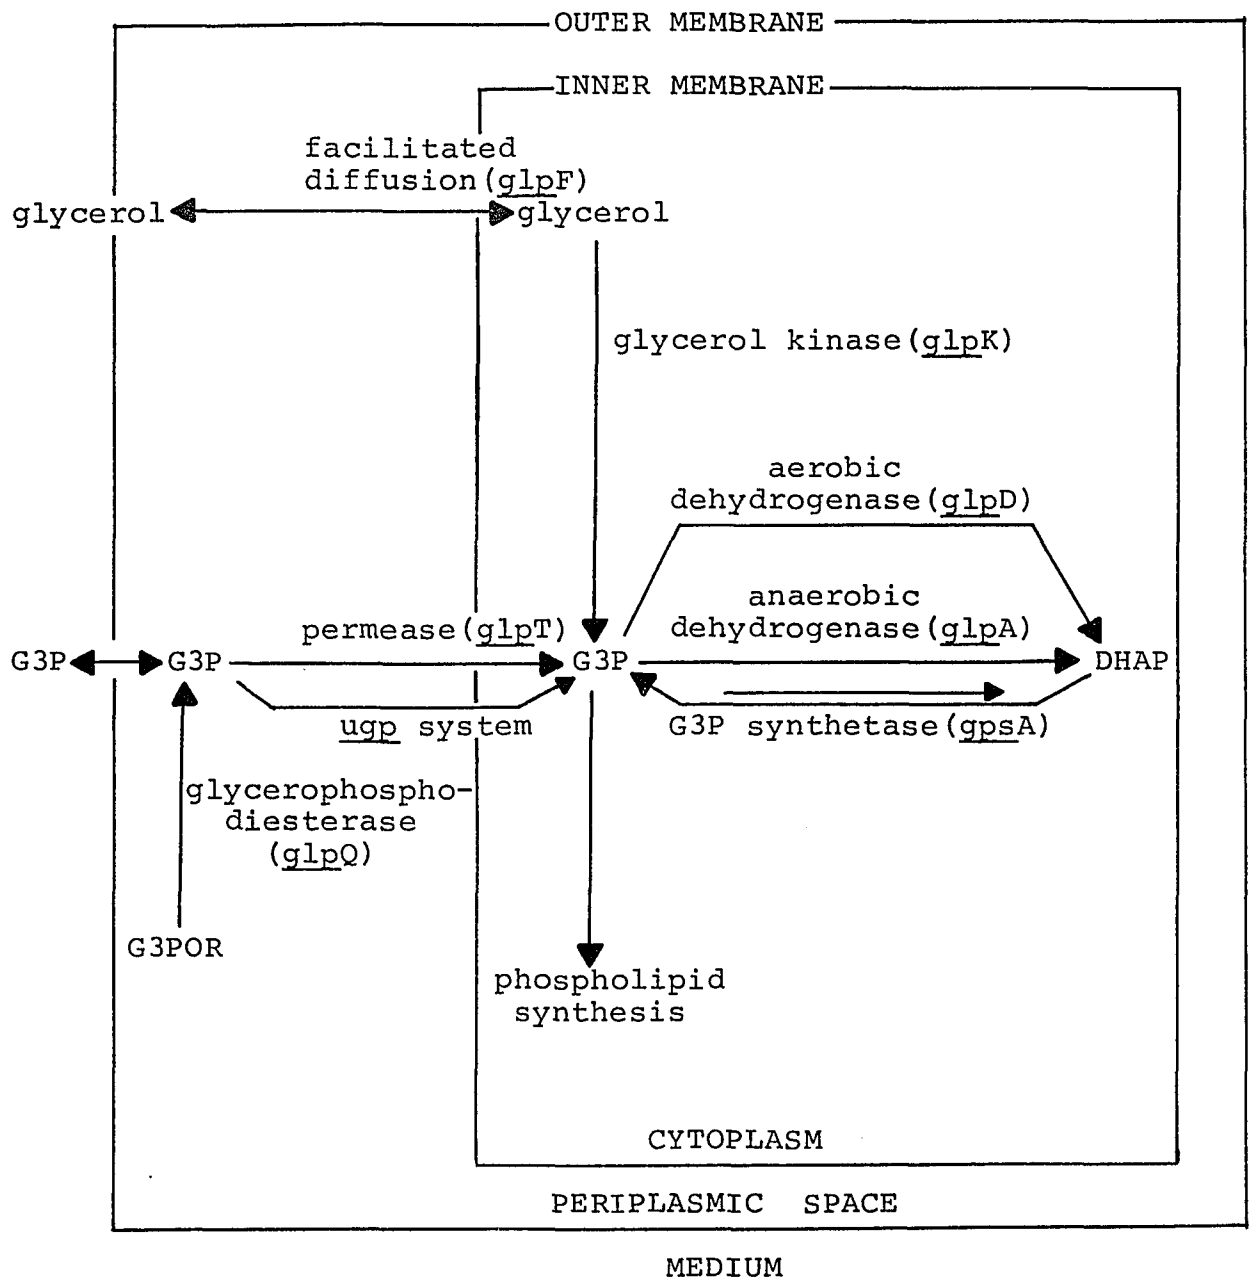 OUTER MEMBRANE
INNER MEMBRANE
facilitated
diffusion(glpF)
glycerol
glycerol
glycerol kinase(glpK)
aerobic
dehydrogenase(glpD)
anaerobic
dehydrogenase(glpA)
permease(glpT)
G3P
G3P
G3P
DHAP
ugp system
G3P synthetase(gpsA)
glycerophospho-
diesterase
(glpQ)
G3POR
phospholipid
synthesis
CYTOPLASM
PERIPLASMIC SPACE
MEDIUM